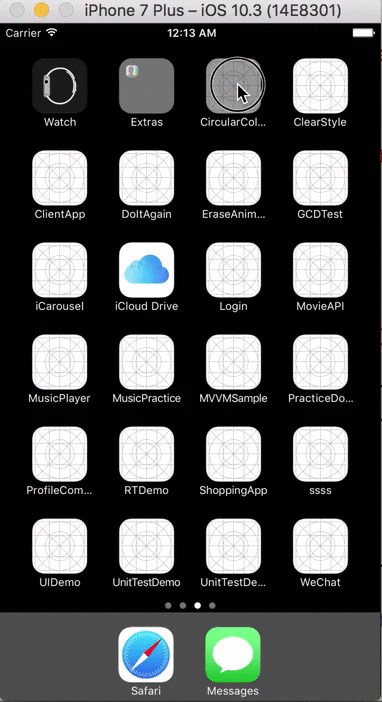 iPhone 7 Plus – iOS 10.3 (14E8301)
Carrier 12:13 AM
Watch Extras CircularCol... ClearStyle
ClientApp DoItAgain EraseAnim... GCDTest
iCarousel iCloud Drive Login MovieAPI
MusicPlayer MusicPractice MVVMSample PracticeDo...
ProfileCom... RTDemo ShoppingApp ssss
UIDemo UnitTestDemo UnitTestDe... WeChat
Safari Messages